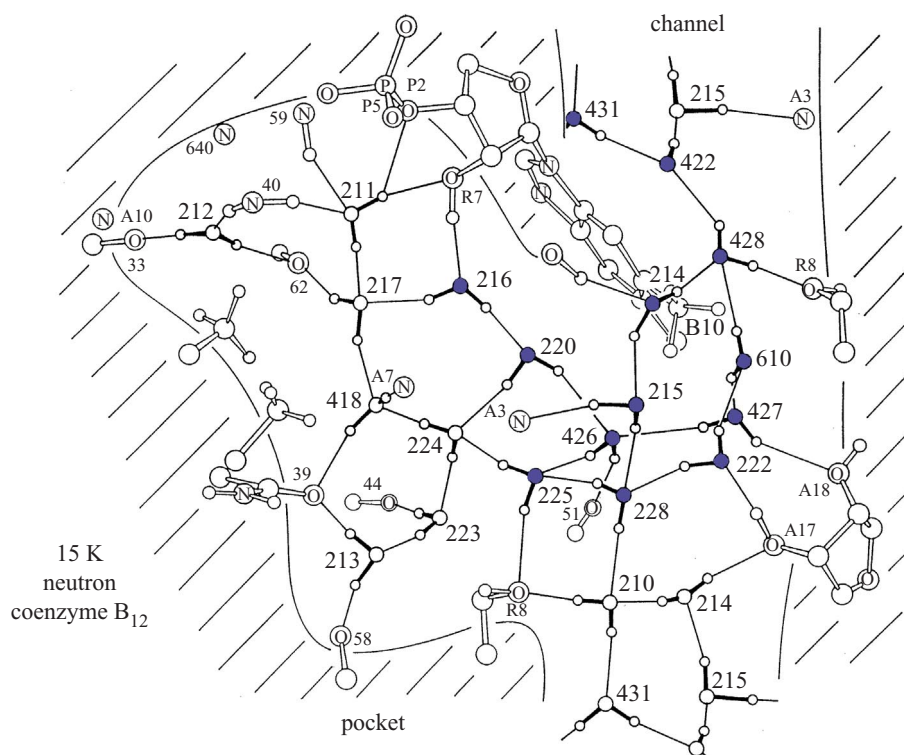 channel
O
O
P
P2
P5
O
O
O
215
A3
N
431
59
N
640
N
422
N
N
40
N
211
O
R7
A10
N
212
O
33
O
62
428
O
214
R8
O
217
216
B10
220
610
A7
N
418
A3
N
215
427
224
426
39
O
N
44
O
225
222
O
A18
51
O
228
223
O
A17
213
15 K
neutron
coenzyme B12
O
R8
210
214
O
58
O
215
431
pocket